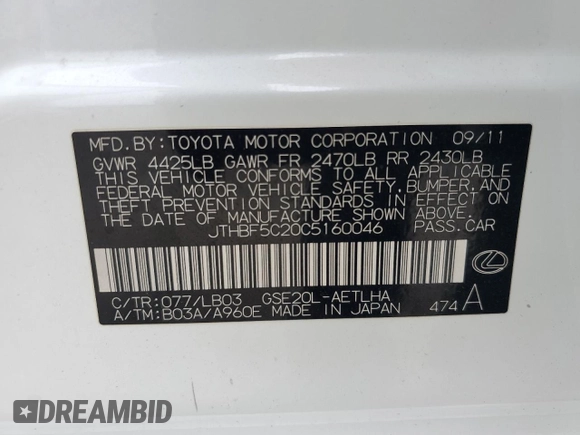 MFD.BY:TOYOTA MOTOR CORPORATION 09/11
GVWR 4425LB GAWR FR 2470LB RR 2430LB
THIS VEHICLE CONFORMS TO ALL APPLICABLE
FEDERAL MOTOR VEHICLE SAFETY,BUMPER,AND
THEFT PREVENTION STANDARDS IN EFFECT ON
THE DATE OF MANUFACTURE SHOWN ABOVE.
JTHBF5C20C5160046 PASS.CAR
C/TR:077/LB03 GSE20L-AETLHA
A/TM:B03A/A960E MADE IN JAPAN 474 A
DREAMBID